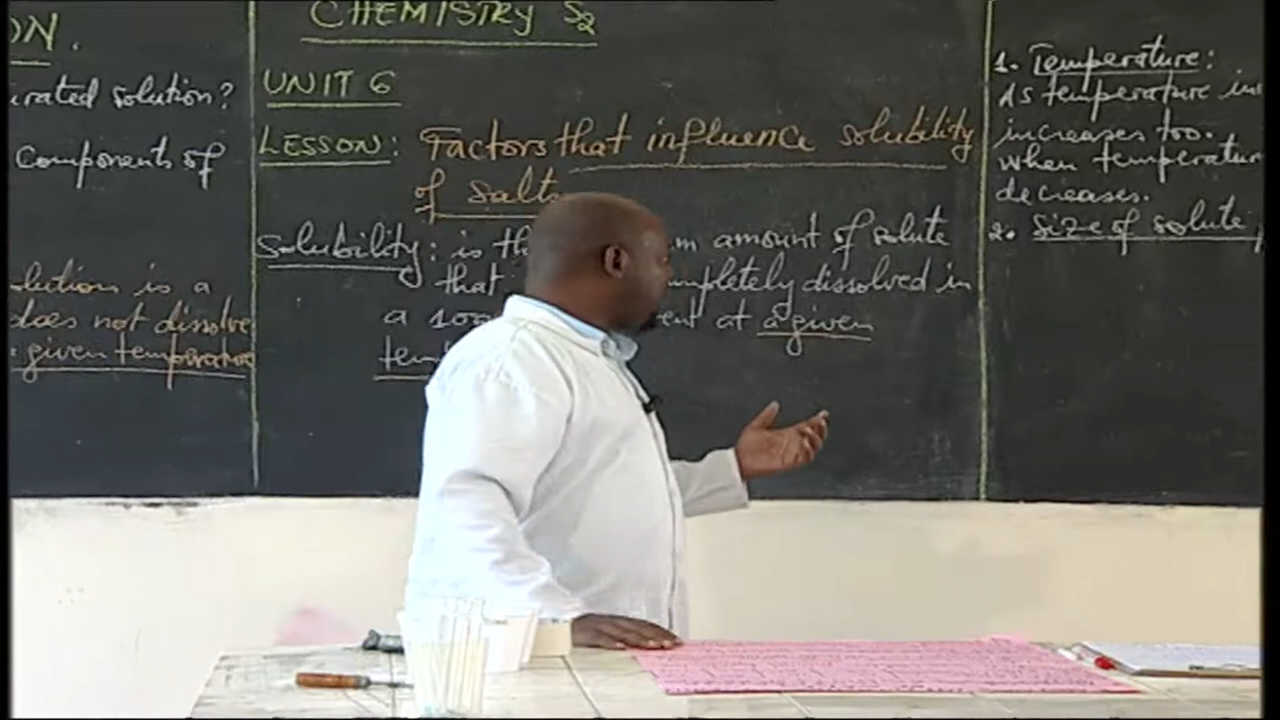 ON.
rated solution?
Components of
lution is a
does not dissolve
given temperature
CHEMISTRY S2
UNIT 6
LESSON: Factors that influence solubility
of salts
Solubility: is th m amount of solute
that mpletely dissolved in
a 100 ent at a given
tem
1. Temperature:
As temperature in
increases too.
when temperatur
decreases.
2. Size of solute